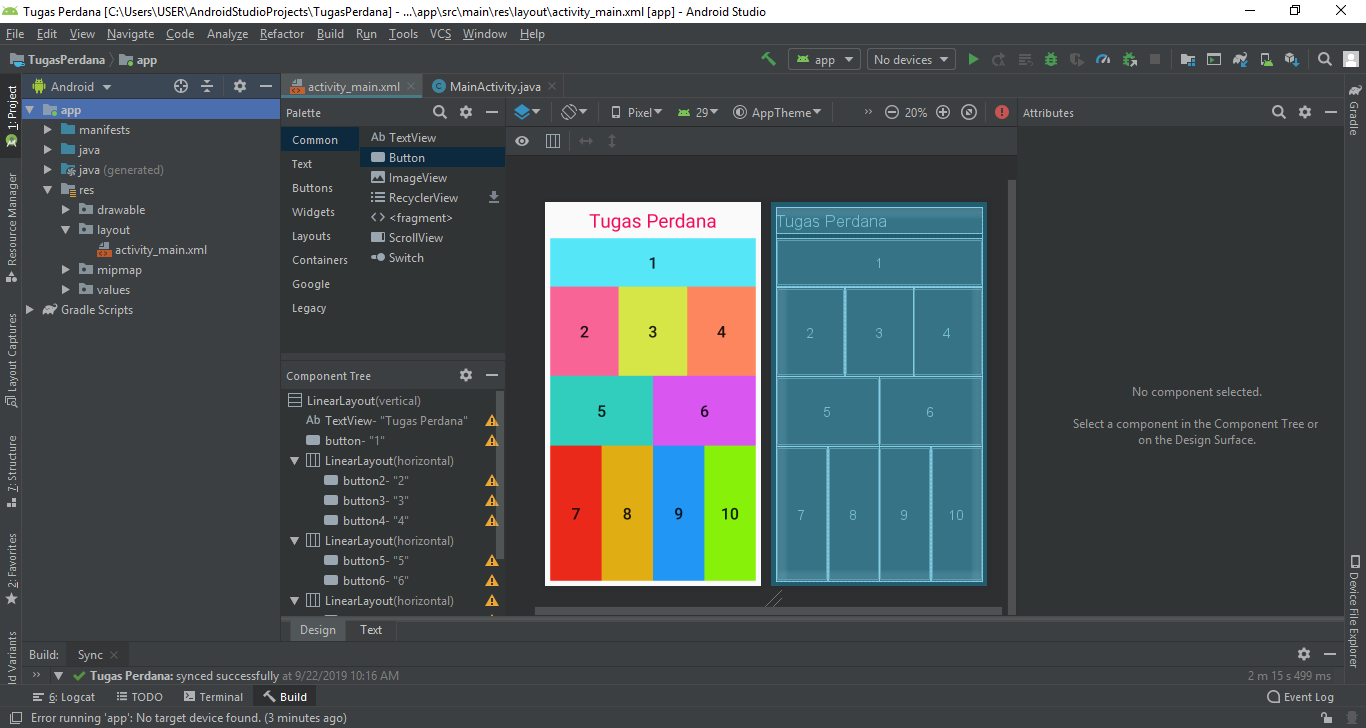 Tugas Perdana [C:\Users\USER\AndroidStudioProjects\TugasPerdana] - ...\app\src\main\res\layout\activity_main.xml [app] - Android Studio
File Edit View Navigate Code Analyze Refactor Build Run Tools VCS Window Help
TugasPerdana app
app No devices
Android
activity_main.xml MainActivity.java
1: Project
Resource Manager
Layout Captures
7: Structure
2: Favorites
ld Variants
app
manifests
java
java (generated)
res
drawable
layout
activity_main.xml
mipmap
values
Gradle Scripts
Palette
Common
Text
Buttons
Widgets
Layouts
Containers
Google
Legacy
Ab TextView
Button
ImageView
RecyclerView
<fragment>
ScrollView
Switch
Component Tree
LinearLayout(vertical)
Ab TextView- "Tugas Perdana"
button- "1"
LinearLayout(horizontal)
button2- "2"
button3- "3"
button4- "4"
LinearLayout(horizontal)
button5- "5"
button6- "6"
LinearLayout(horizontal)
Design Text
Pixel 29 AppTheme 20%
Tugas Perdana
1
2 3 4
5 6
7 8 9 10
Tugas Perdana
1
2 3 4
5 6
7 8 9 10
Attributes
No component selected.
Select a component in the Component Tree or
on the Design Surface.
Gradle
Device File Explorer
Build: Sync
Tugas Perdana: synced successfully at 9/22/2019 10:16 AM 2 m 15 s 499 ms
6: Logcat TODO Terminal Build Event Log
Error running 'app': No target device found. (3 minutes ago)